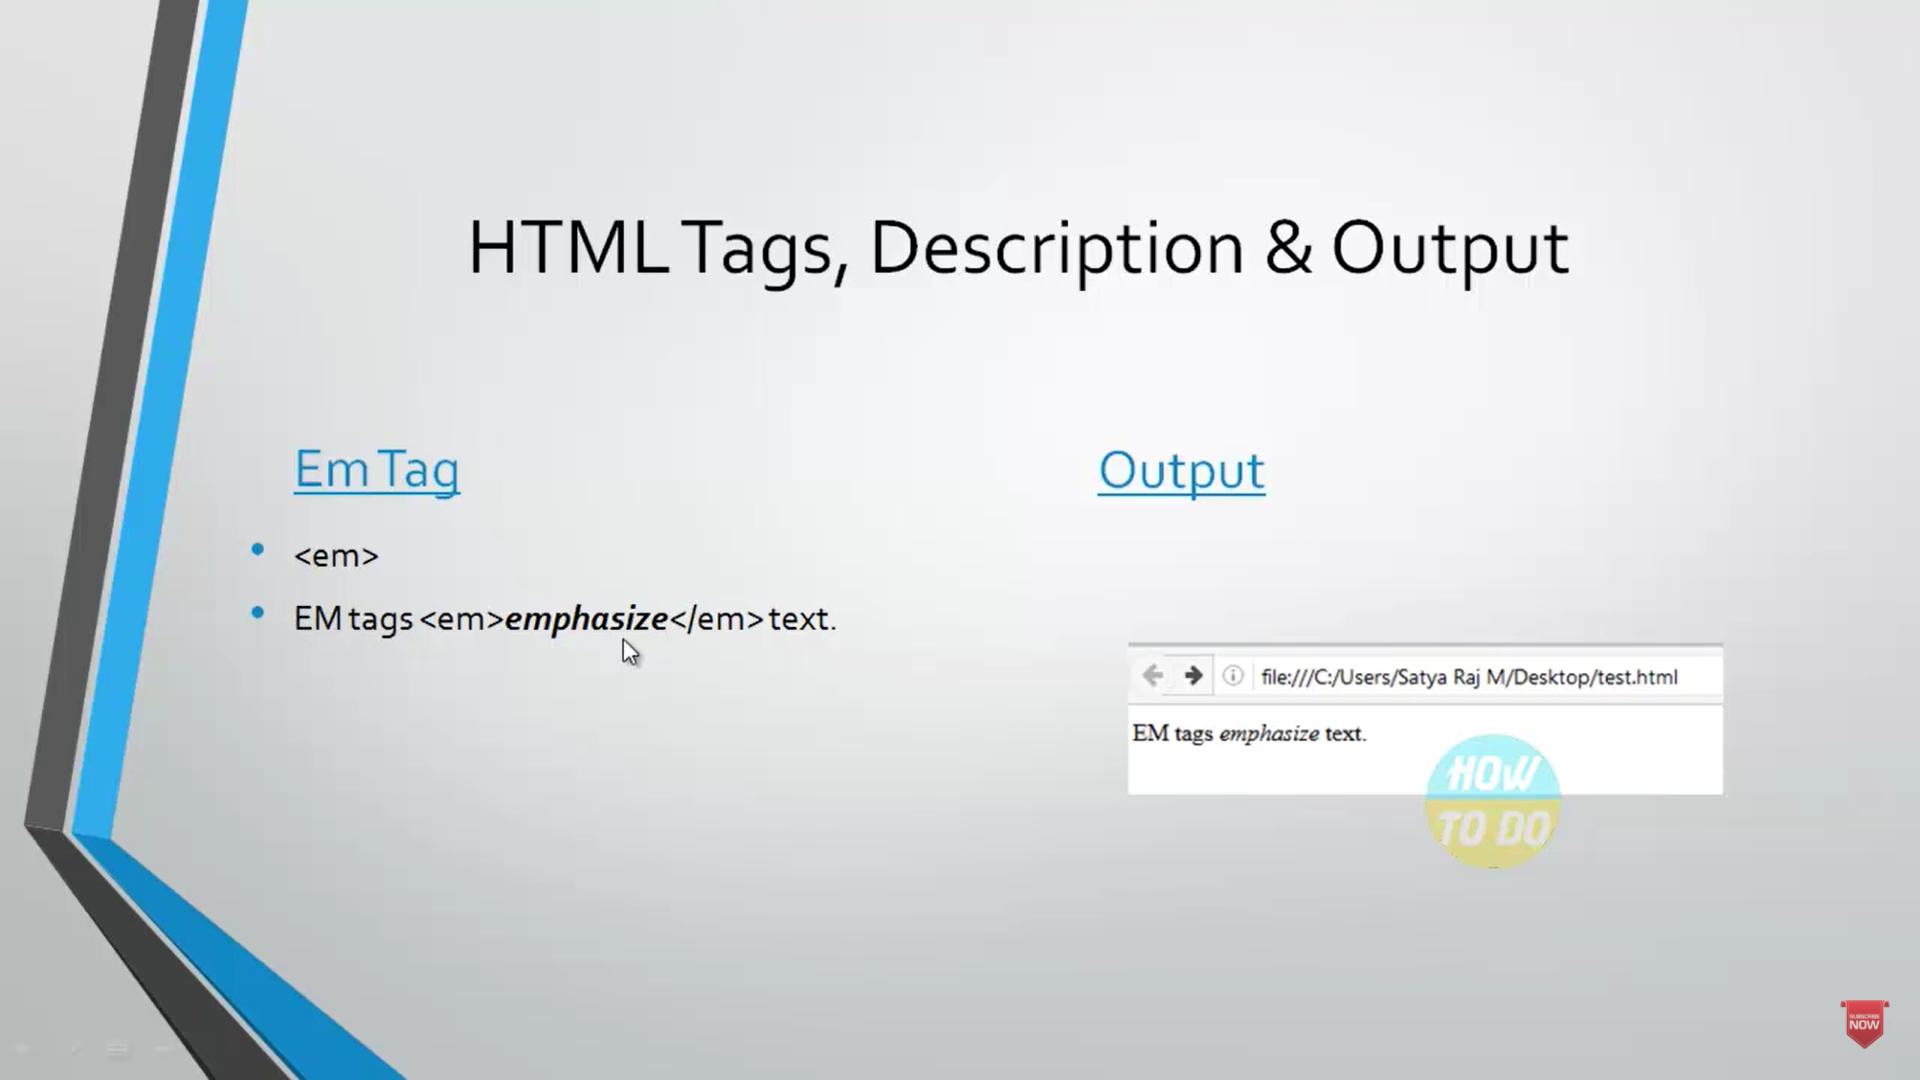 HTML Tags, Description & Output
Em Tag
<em>
EM tags <em>emphasize</em> text.
Output
file:///C:/Users/Satya Raj M/Desktop/test.html
EM tags emphasize text.
HOW
TO DO
SUBSCRIBE
NOW